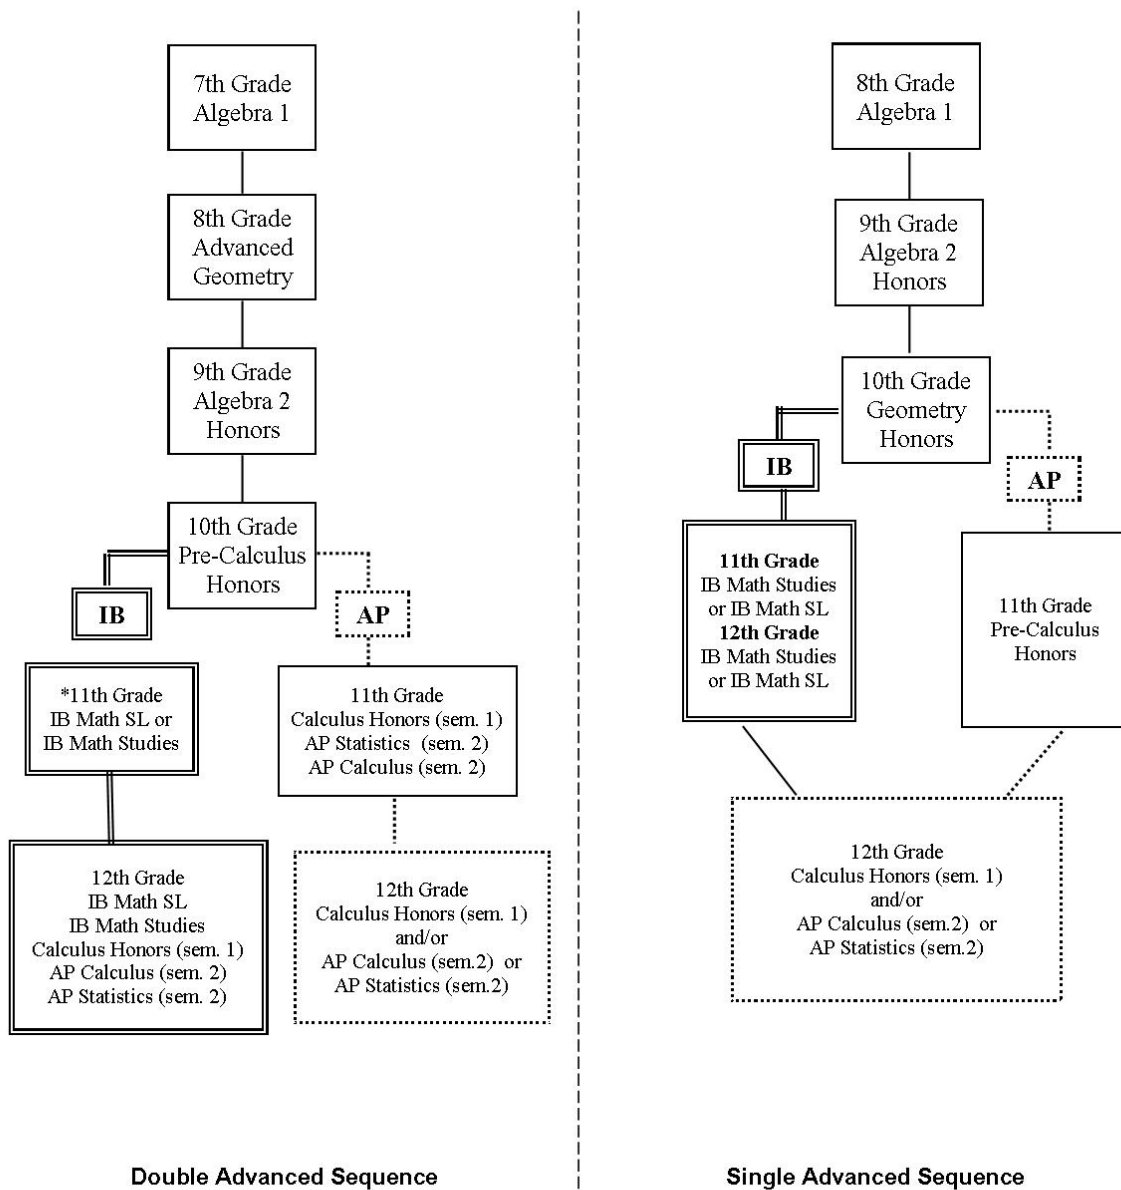 7th Grade
Algebra 1
8th Grade
Advanced
Geometry
9th Grade
Algebra 2
Honors
10th Grade
Pre-Calculus
Honors
IB
AP
*11th Grade
IB Math SL or
IB Math Studies
11th Grade
Calculus Honors (sem. 1)
AP Statistics (sem. 2)
AP Calculus (sem. 2)
12th Grade
IB Math SL
IB Math Studies
Calculus Honors (sem. 1)
AP Calculus (sem. 2)
AP Statistics (sem. 2)
12th Grade
Calculus Honors (sem. 1)
and/or
AP Calculus (sem.2) or
AP Statistics (sem.2)
Double Advanced Sequence
8th Grade
Algebra 1
9th Grade
Algebra 2
Honors
10th Grade
Geometry
Honors
IB
AP
11th Grade
IB Math Studies
or IB Math SL
12th Grade
IB Math Studies
or IB Math SL
11th Grade
Pre-Calculus
Honors
12th Grade
Calculus Honors (sem. 1)
and/or
AP Calculus (sem.2) or
AP Statistics (sem.2)
Single Advanced Sequence